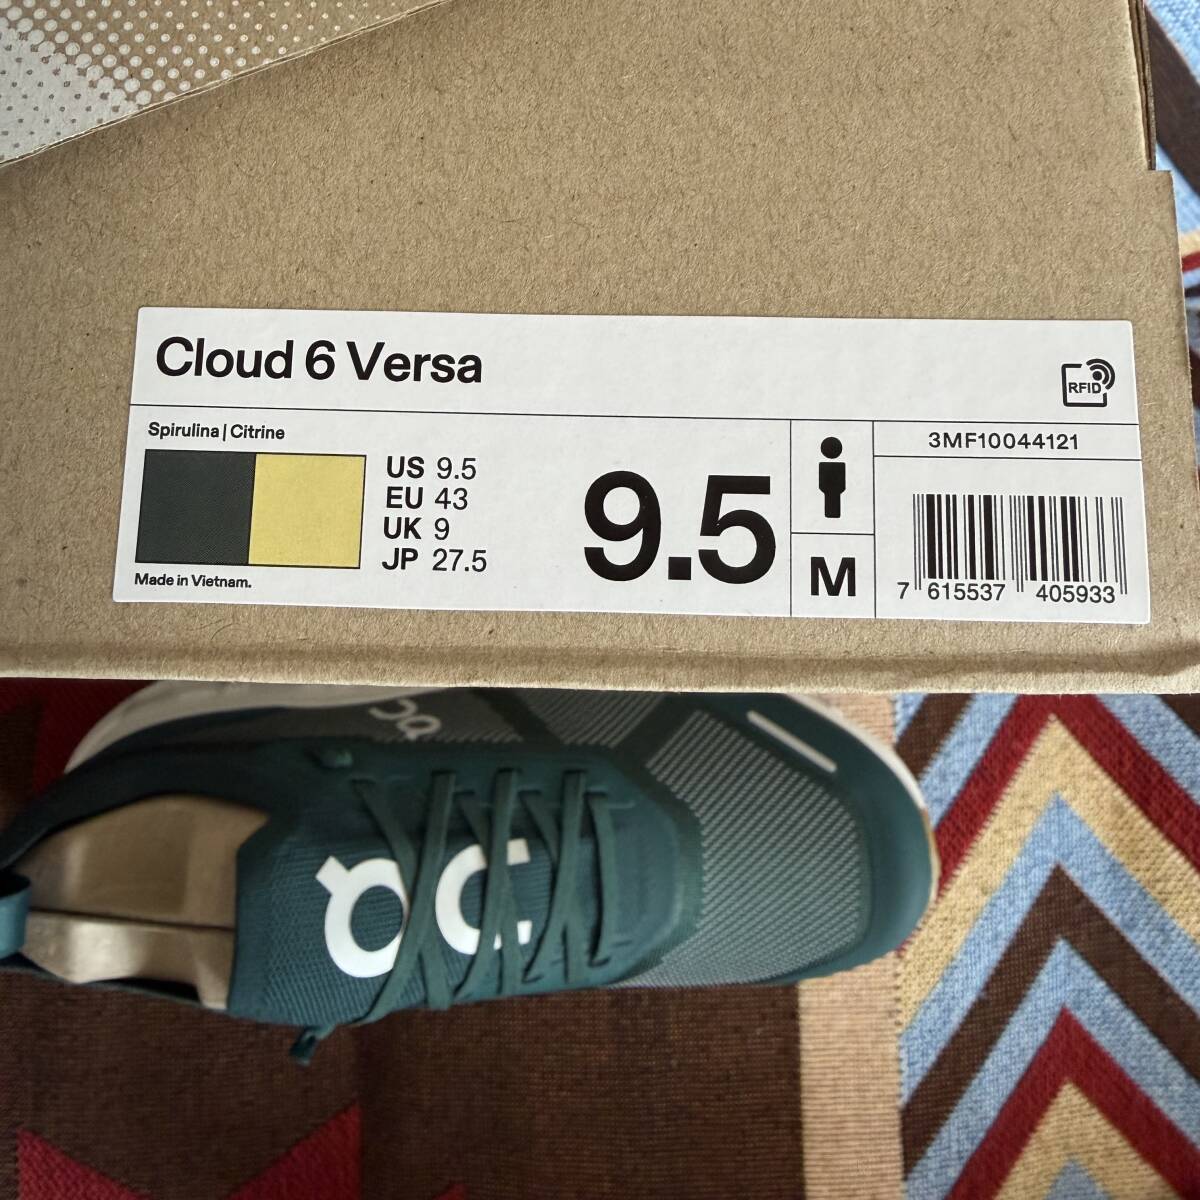 Cloud 6 Versa
RFID
Spirulina | Citrine
US 9.5
EU 43
UK 9
JP 27.5
Made in Vietnam.
9.5
M
3MF10044121
7 615537 405933